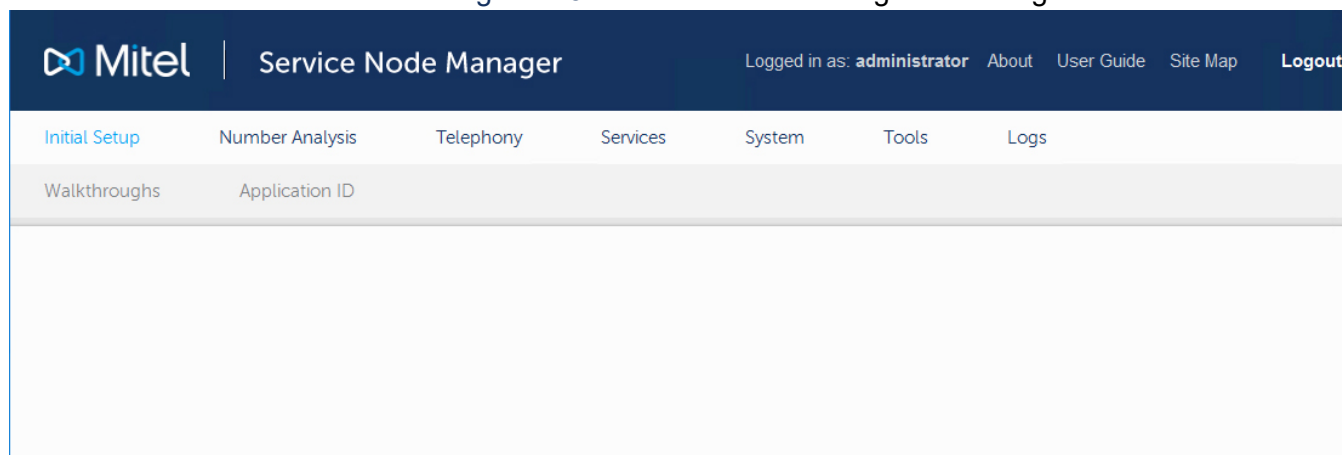 Mitel Service Node Manager Logged in as: administrator About User Guide Site Map Logout
Initial Setup Number Analysis Telephony Services System Tools Logs
Walkthroughs Application ID